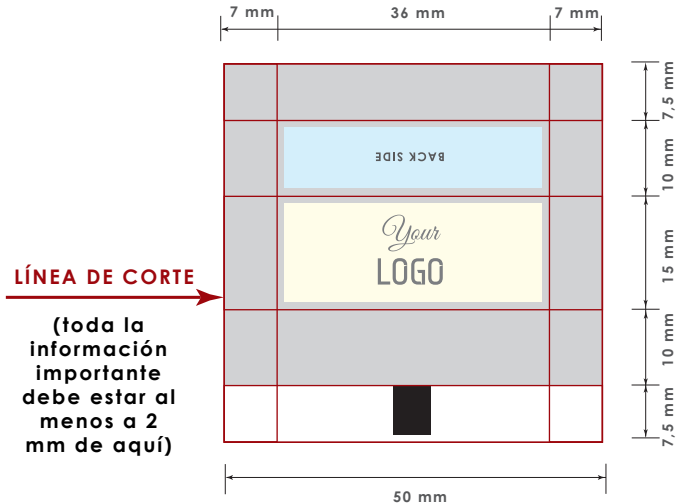 7 mm
36 mm
7 mm
7,5 mm
BACK SIDE
10 mm
Your
LOGO
15 mm
LÍNEA DE CORTE
(toda la
información
importante
debe estar al
menos a 2
mm de aquí)
10 mm
7,5 mm
50 mm